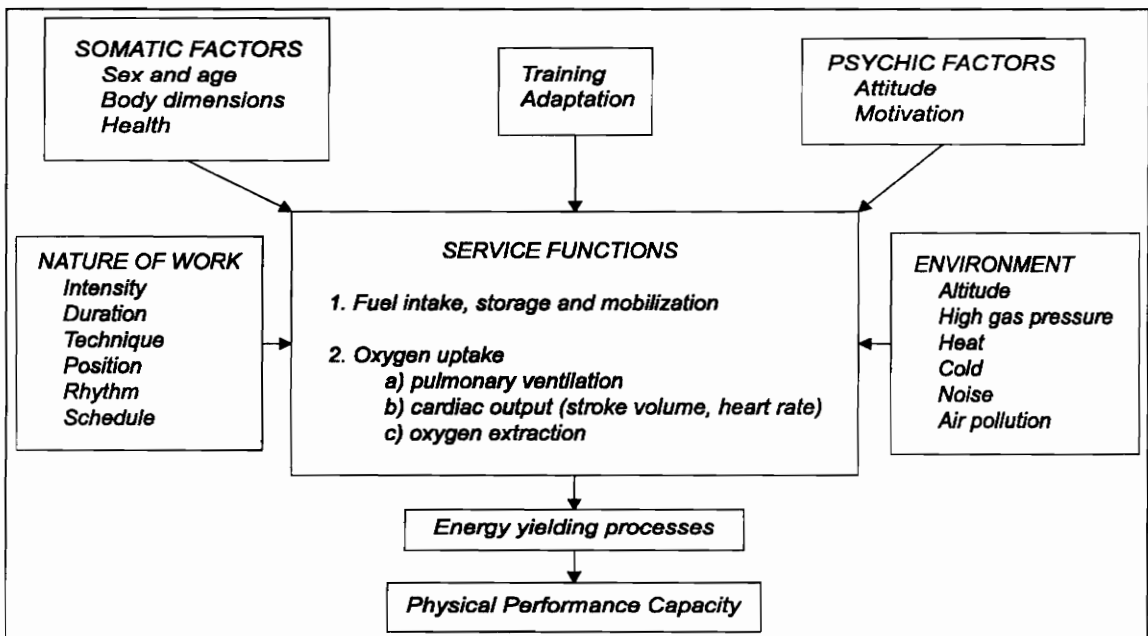 SOMATIC FACTORS
Sex and age
Body dimensions
Health
Training
Adaptation
PSYCHIC FACTORS
Attitude
Motivation
NATURE OF WORK
Intensity
Duration
Technique
Position
Rhythm
Schedule
SERVICE FUNCTIONS
1. Fuel intake, storage and mobilization
2. Oxygen uptake
a) pulmonary ventilation
b) cardiac output (stroke volume, heart rate)
c) oxygen extraction
ENVIRONMENT
Altitude
High gas pressure
Heat
Cold
Noise
Air pollution
Energy yielding processes
Physical Performance Capacity